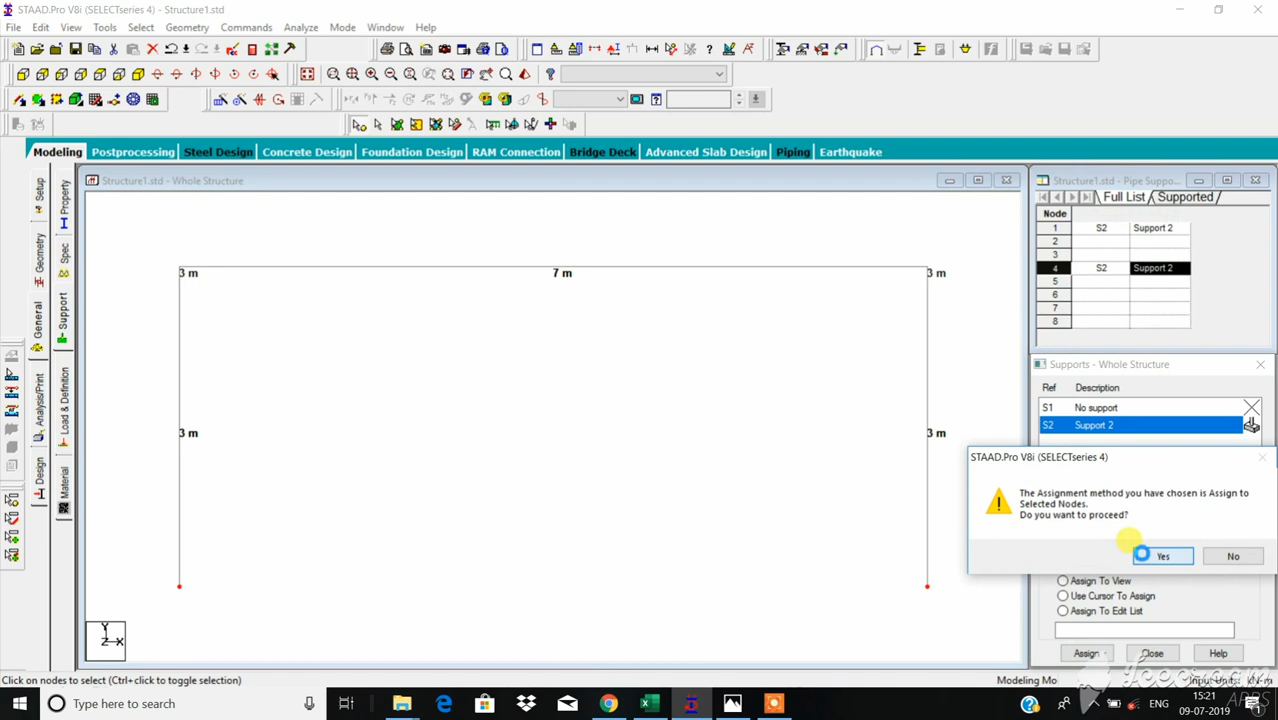 STAAD.Pro V8i (SELECTseries 4) - Structure1.std
File Edit View Tools Select Geometry Commands Analyze Mode Window Help
Modeling Postprocessing Steel Design Concrete Design Foundation Design RAM Connection Bridge Deck Advanced Slab Design Piping Earthquake
Setup
Geometry
General
Analysis/Print
Design
Property
Spec
Support
Load & Definition
Material
Structure1.std - Whole Structure
3 m 7 m 3 m
3 m 3 m
Y
Z X
Structure1.std - Pipe Suppo...
Full List Supported
Node
1 S2 Support 2
2
3
4 S2 Support 2
5
6
7
8
Supports - Whole Structure
Ref Description
S1 No support
S2 Support 2
STAAD.Pro V8i (SELECTseries 4)
The Assignment method you have chosen is Assign to
Selected Nodes.
Do you want to proceed?
Yes No
Assign To View
Use Cursor To Assign
Assign To Edit List
Assign Close Help
Click on nodes to select (Ctrl+click to toggle selection)
Modeling Mo
Input Units: kN-m
Type here to search
ENG
15:21
09-07-2019